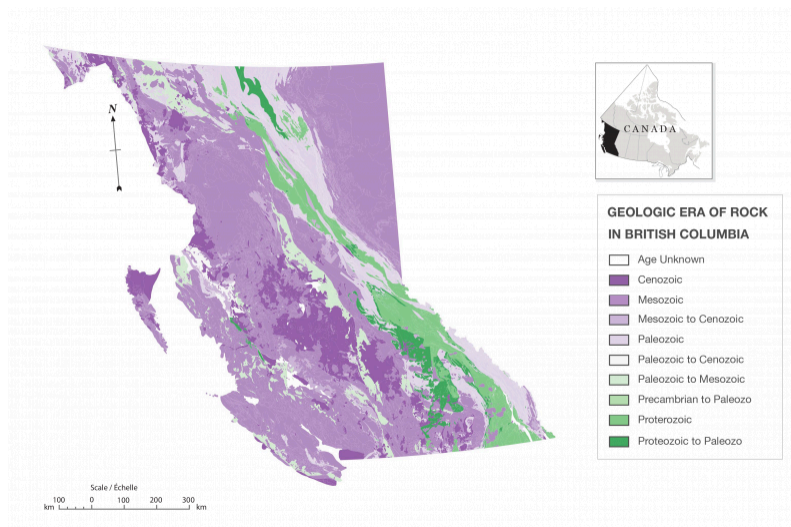 N
CANADA
GEOLOGIC ERA OF ROCK
IN BRITISH COLUMBIA
Age Unknown
Cenozoic
Mesozoic
Mesozoic to Cenozoic
Paleozoic
Paleozoic to Cenozoic
Paleozoic to Mesozoic
Precambrian to Paleozo
Proterozoic
Proteozoic to Paleozo
Scale / Échelle
100 0 100 200 300
km km